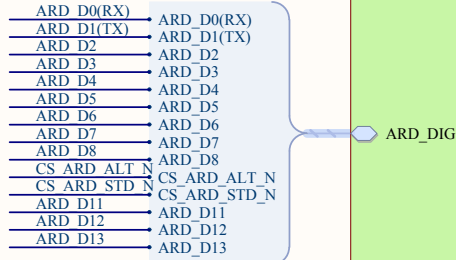 ARD_D0(RX)
ARD_D1(TX)
ARD_D2
ARD_D3
ARD_D4
ARD_D5
ARD_D6
ARD_D7
ARD_D8
CS_ARD_ALT_N
CS_ARD_STD_N
ARD_D11
ARD_D12
ARD_D13
ARD_D0(RX)
ARD_D1(TX)
ARD_D2
ARD_D3
ARD_D4
ARD_D5
ARD_D6
ARD_D7
ARD_D8
CS_ARD_ALT_N
CS_ARD_STD_N
ARD_D11
ARD_D12
ARD_D13
ARD_DIG